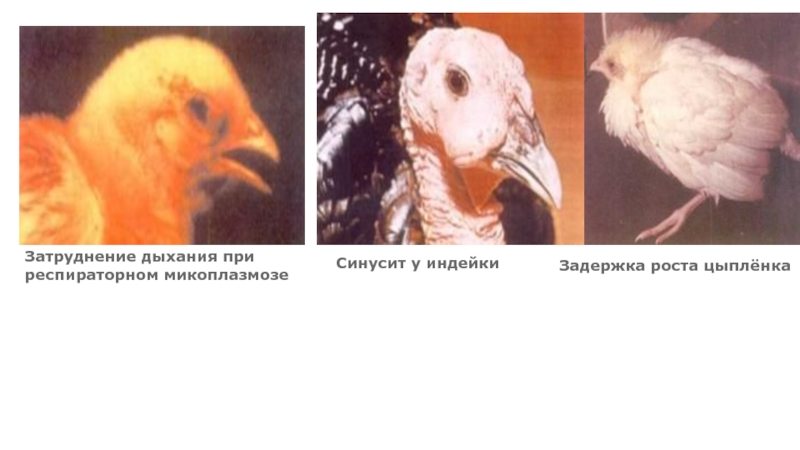 Затруднение дыхания при
респираторном микоплазмозе
Синусит у индейки
Задержка роста цыплёнка